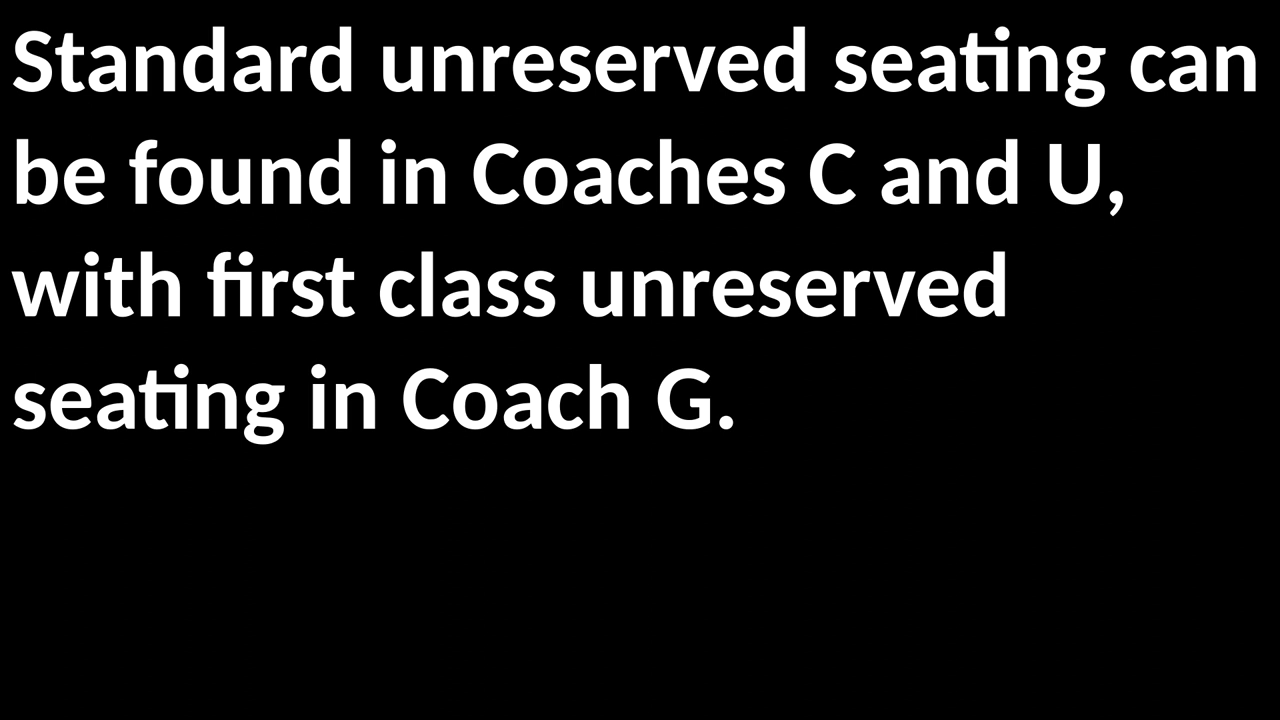 Standard unreserved seating can
be found in Coaches C and U,
with first class unreserved
seating in Coach G.